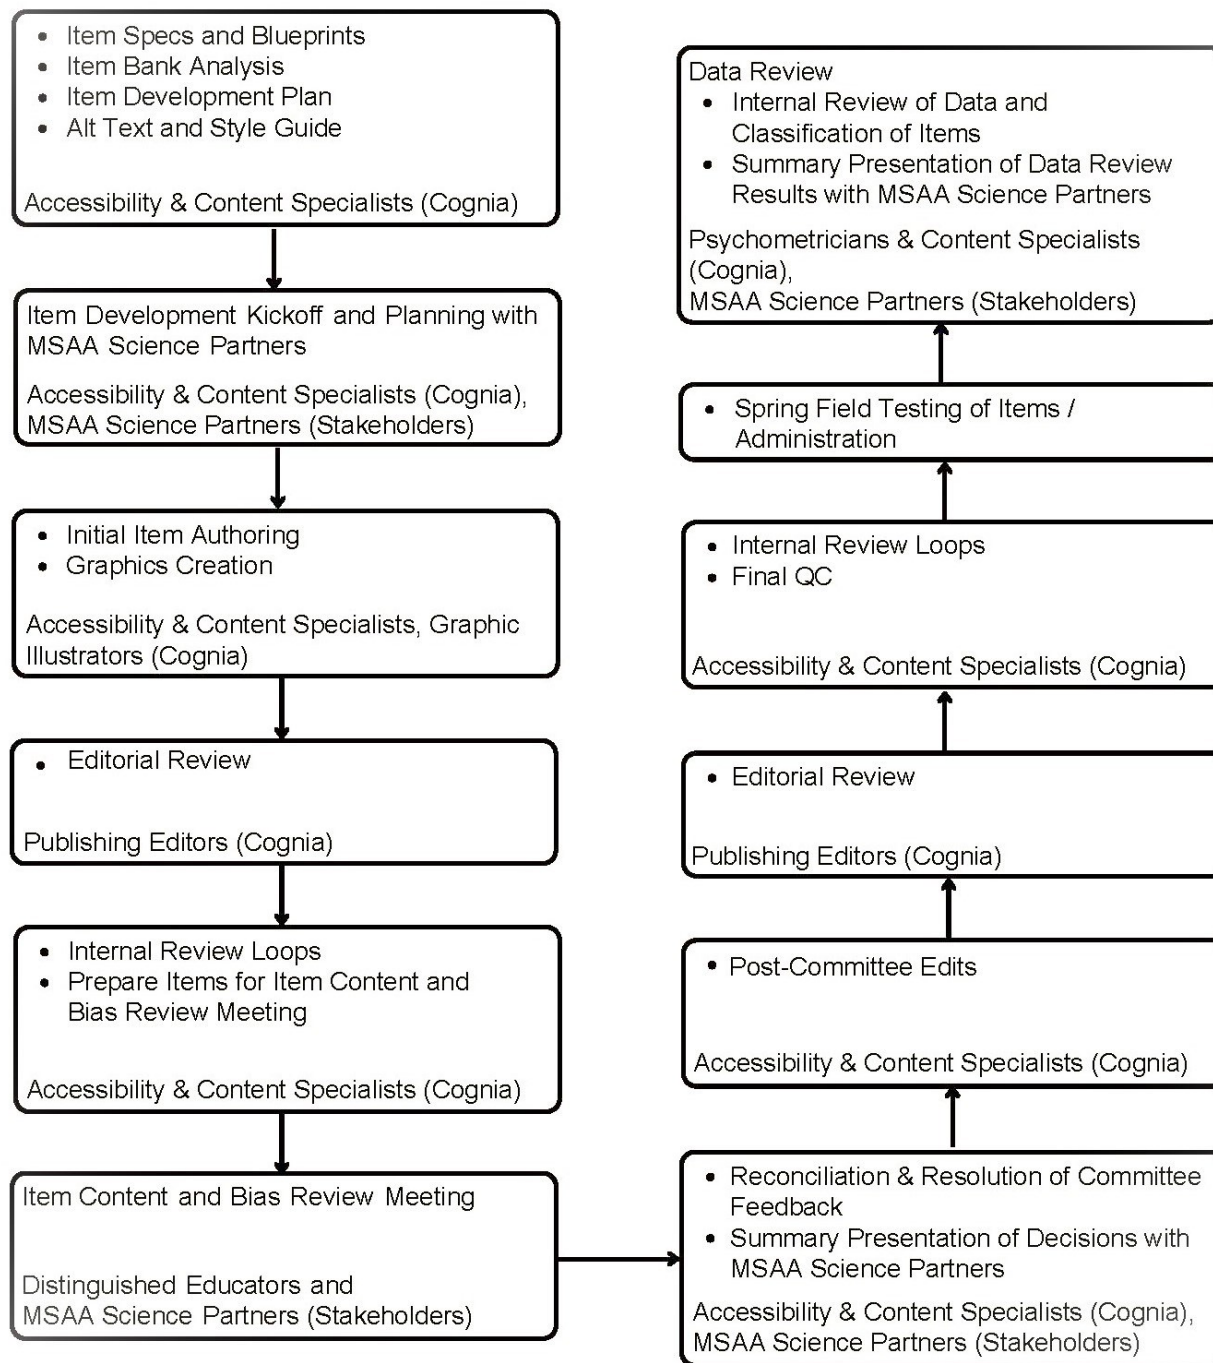 • Item Specs and Blueprints
• Item Bank Analysis
• Item Development Plan
• Alt Text and Style Guide
Accessibility & Content Specialists (Cognia)
Item Development Kickoff and Planning with
MSAA Science Partners
Accessibility & Content Specialists (Cognia),
MSAA Science Partners (Stakeholders)
• Initial Item Authoring
• Graphics Creation
Accessibility & Content Specialists, Graphic
Illustrators (Cognia)
• Editorial Review
Publishing Editors (Cognia)
• Internal Review Loops
• Prepare Items for Item Content and
Bias Review Meeting
Accessibility & Content Specialists (Cognia)
Item Content and Bias Review Meeting
Distinguished Educators and
MSAA Science Partners (Stakeholders)
• Reconciliation & Resolution of Committee
Feedback
• Summary Presentation of Decisions with
MSAA Science Partners
Accessibility & Content Specialists (Cognia),
MSAA Science Partners (Stakeholders)
• Post-Committee Edits
Accessibility & Content Specialists (Cognia)
• Editorial Review
Publishing Editors (Cognia)
• Internal Review Loops
• Final QC
Accessibility & Content Specialists (Cognia)
• Spring Field Testing of Items /
Administration
Data Review
• Internal Review of Data and
Classification of Items
• Summary Presentation of Data Review
Results with MSAA Science Partners
Psychometricians & Content Specialists
(Cognia),
MSAA Science Partners (Stakeholders)